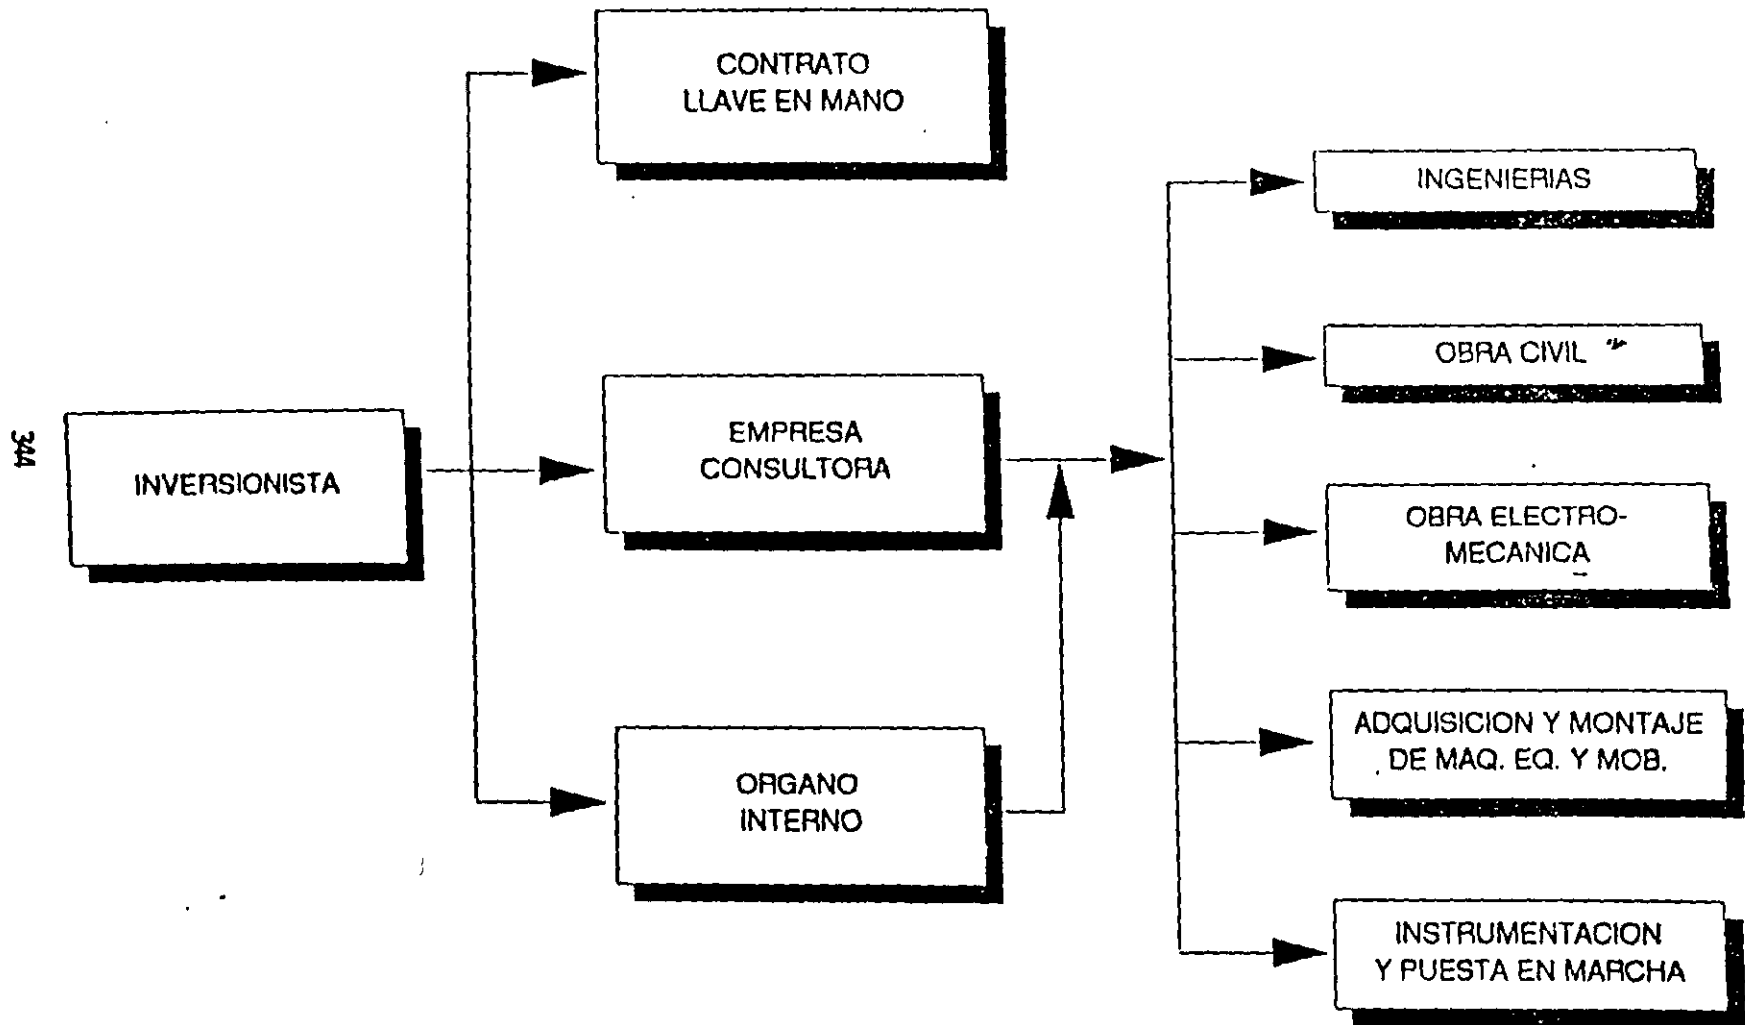 344
INVERSIONISTA
CONTRATO
LLAVE EN MANO
EMPRESA
CONSULTORA
ORGANO
INTERNO
INGENIERIAS
OBRA CIVIL
OBRA ELECTRO-
MECANICA
ADQUISICION Y MONTAJE
DE MAQ. EQ. Y MOB.
INSTRUMENTACION
Y PUESTA EN MARCHA